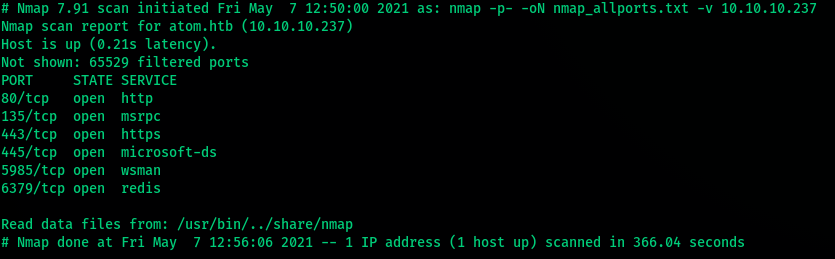 # Nmap 7.91 scan initiated Fri May  7 12:50:00 2021 as: nmap -p- -oN nmap_allports.txt -v 10.10.10.237
Nmap scan report for atom.htb (10.10.10.237)
Host is up (0.21s latency).
Not shown: 65529 filtered ports
PORT     STATE SERVICE
80/tcp   open  http
135/tcp  open  msrpc
443/tcp  open  https
445/tcp  open  microsoft-ds
5985/tcp open  wsman
6379/tcp open  redis

Read data files from: /usr/bin/../share/nmap
# Nmap done at Fri May  7 12:56:06 2021 -- 1 IP address (1 host up) scanned in 366.04 seconds